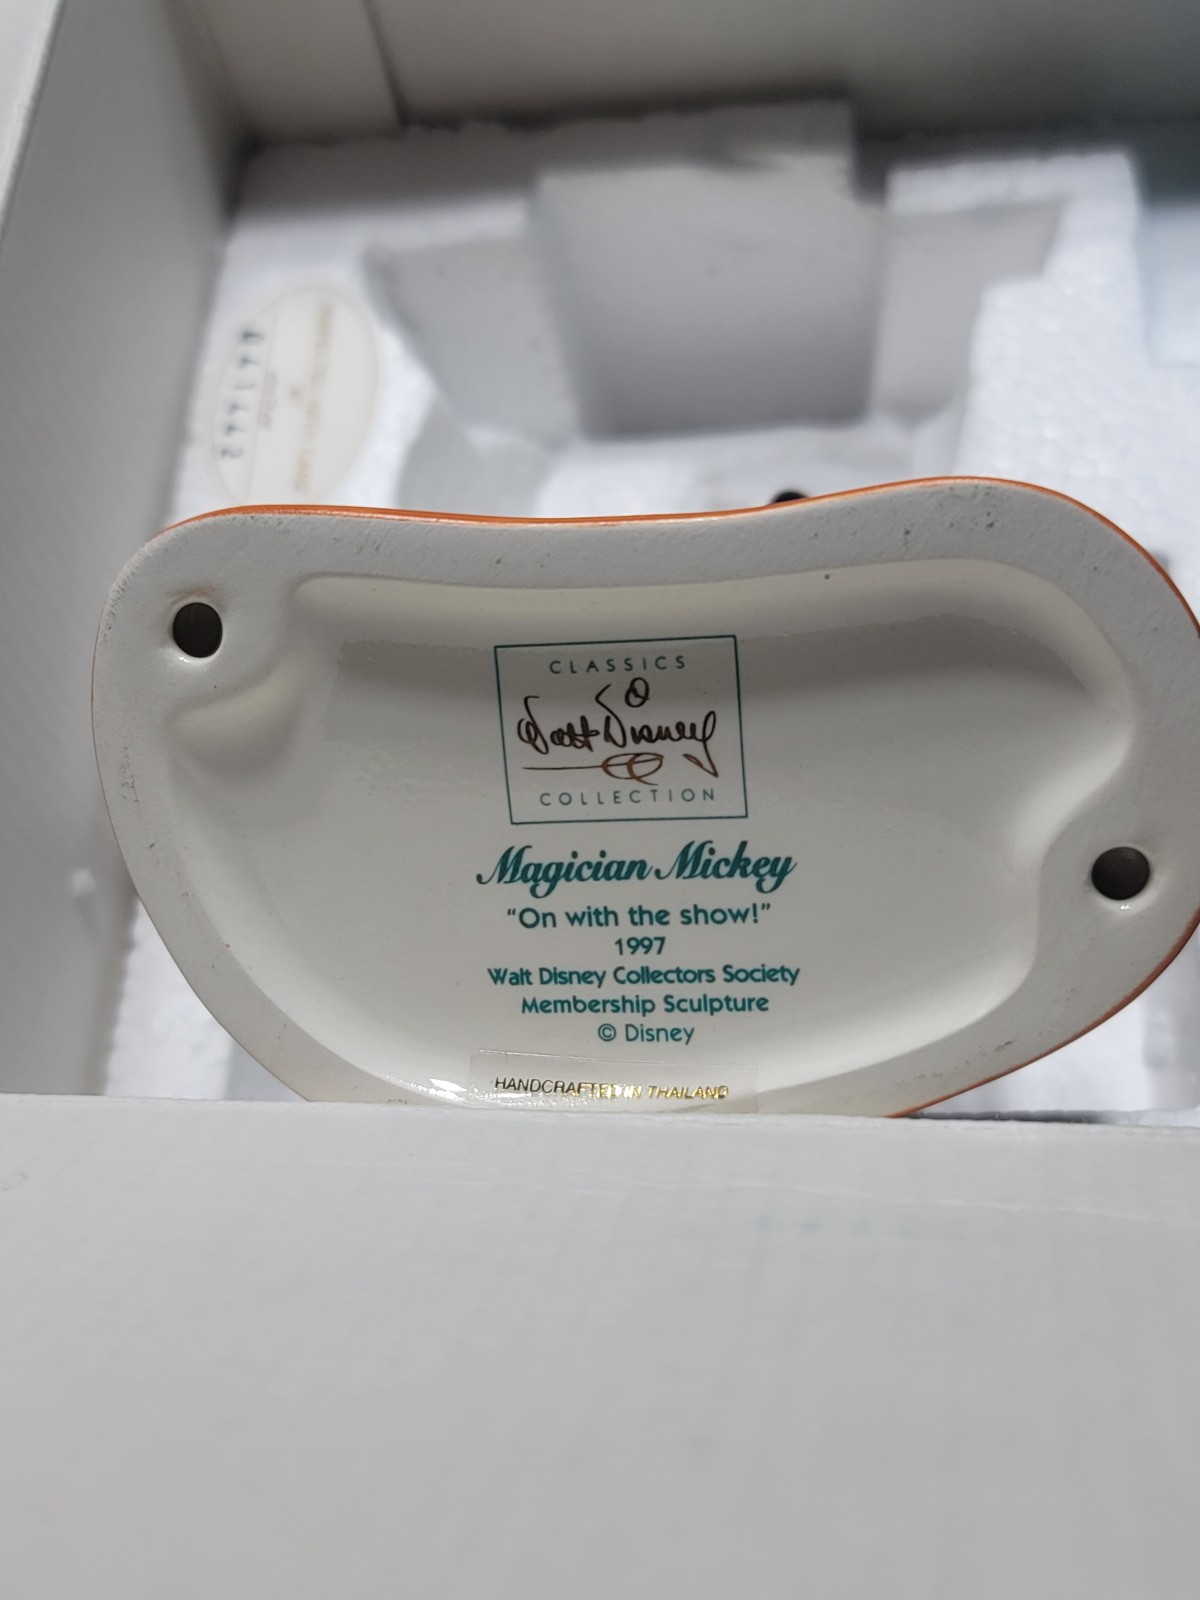 CLASSICS
Walt Disney
COLLECTION
Magician Mickey
“On with the show!”
1997
Walt Disney Collectors Society
Membership Sculpture
© Disney
HANDCRAFTED IN THAILAND